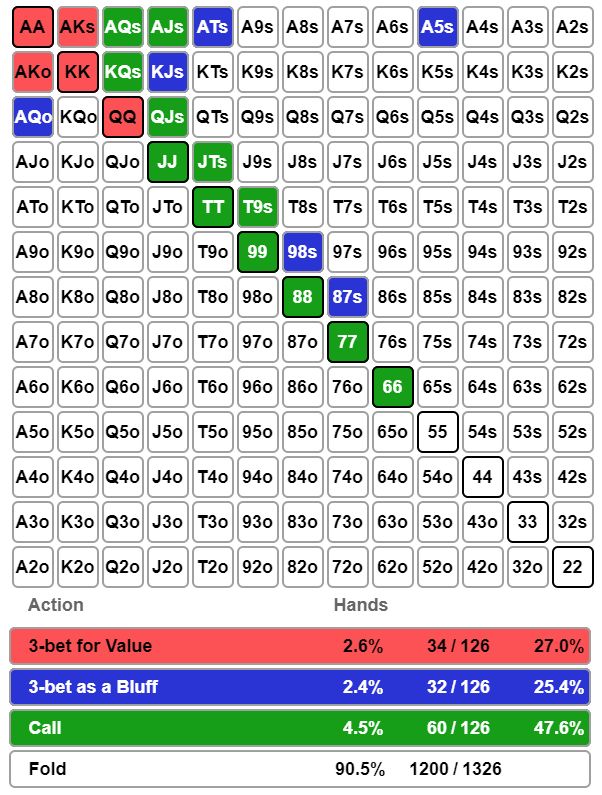 AA AKs AQs AJs ATs A9s A8s A7s A6s A5s A4s A3s A2s
AKo KK KQs KJs KTs K9s K8s K7s K6s K5s K4s K3s K2s
AQo KQo QQ QJs QTs Q9s Q8s Q7s Q6s Q5s Q4s Q3s Q2s
AJo KJo QJo JJ JTs J9s J8s J7s J6s J5s J4s J3s J2s
ATo KTo QTo JTo TT T9s T8s T7s T6s T5s T4s T3s T2s
A9o K9o Q9o J9o T9o 99 98s 97s 96s 95s 94s 93s 92s
A8o K8o Q8o J8o T8o 98o 88 87s 86s 85s 84s 83s 82s
A7o K7o Q7o J7o T7o 97o 87o 77 76s 75s 74s 73s 72s
A6o K6o Q6o J6o T6o 96o 86o 76o 66 65s 64s 63s 62s
A5o K5o Q5o J5o T5o 95o 85o 75o 65o 55 54s 53s 52s
A4o K4o Q4o J4o T4o 94o 84o 74o 64o 54o 44 43s 42s
A3o K3o Q3o J3o T3o 93o 83o 73o 63o 53o 43o 33 32s
A2o K2o Q2o J2o T2o 92o 82o 72o 62o 52o 42o 32o 22
Action Hands
3-bet for Value 2.6% 34 / 126 27.0%
3-bet as a Bluff 2.4% 32 / 126 25.4%
Call 4.5% 60 / 126 47.6%
Fold 90.5% 1200 / 1326